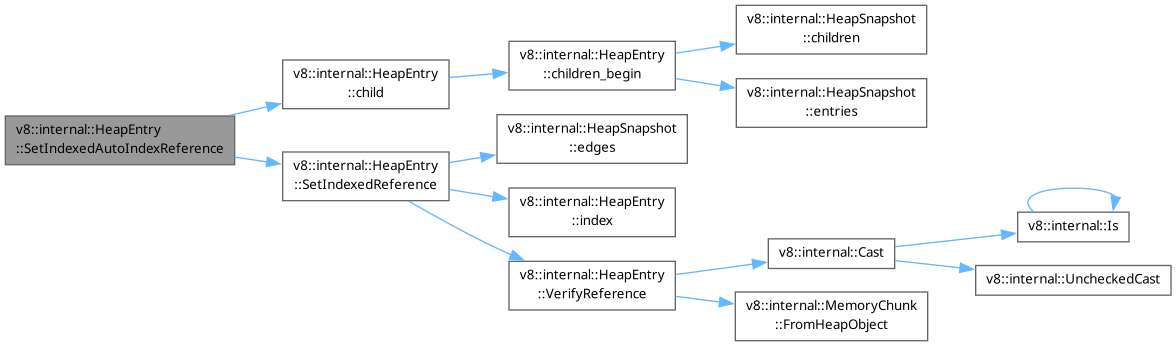 v8::internal::HeapEntry
::SetIndexedAutoIndexReference
v8::internal::HeapEntry
::child
v8::internal::HeapEntry
::children_begin
v8::internal::HeapSnapshot
::children
v8::internal::HeapSnapshot
::entries
v8::internal::HeapEntry
::SetIndexedReference
v8::internal::HeapSnapshot
::edges
v8::internal::HeapEntry
::index
v8::internal::HeapEntry
::VerifyReference
v8::internal::Cast
v8::internal::Is
v8::internal::UncheckedCast
v8::internal::MemoryChunk
::FromHeapObject